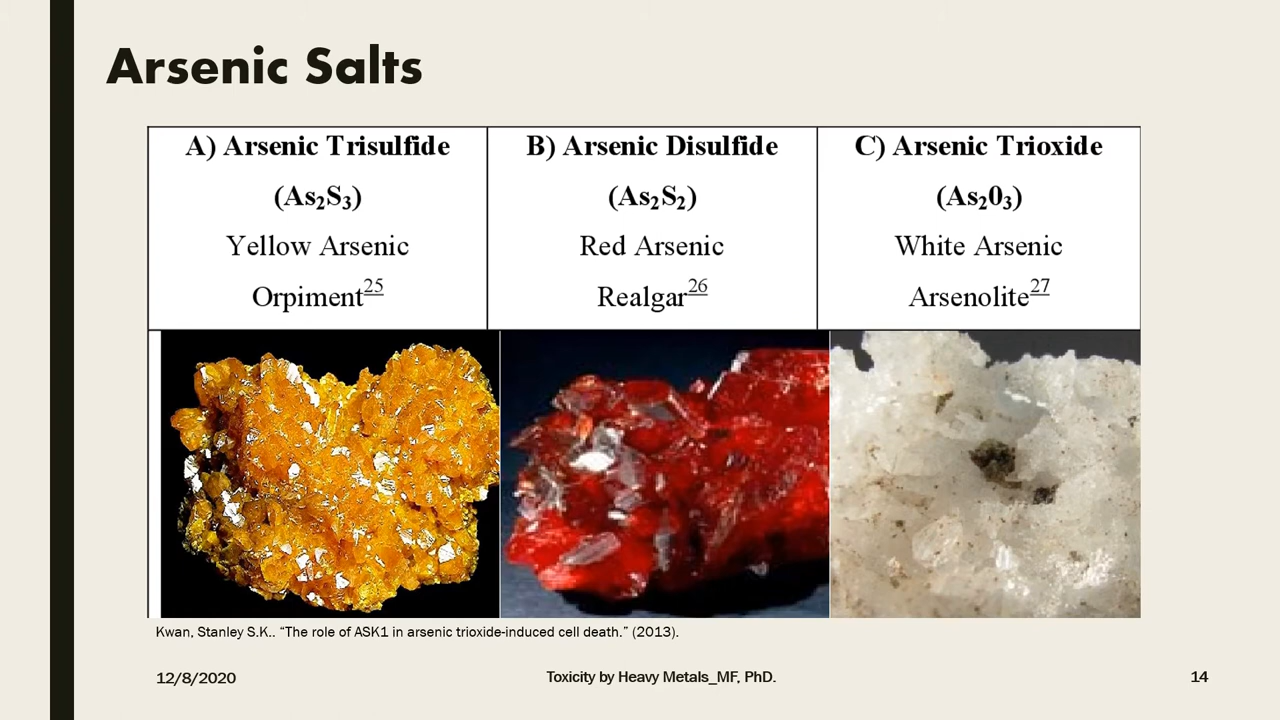 Arsenic Salts
A) Arsenic Trisulfide
(As₂S₃)
Yellow Arsenic
Orpiment²⁵
B) Arsenic Disulfide
(As₂S₂)
Red Arsenic
Realgar²⁶
C) Arsenic Trioxide
(As₂0₃)
White Arsenic
Arsenolite²⁷
Kwan, Stanley S.K.. “The role of ASK1 in arsenic trioxide-induced cell death.” (2013).
12/8/2020
Toxicity by Heavy Metals_MF, PhD.
14